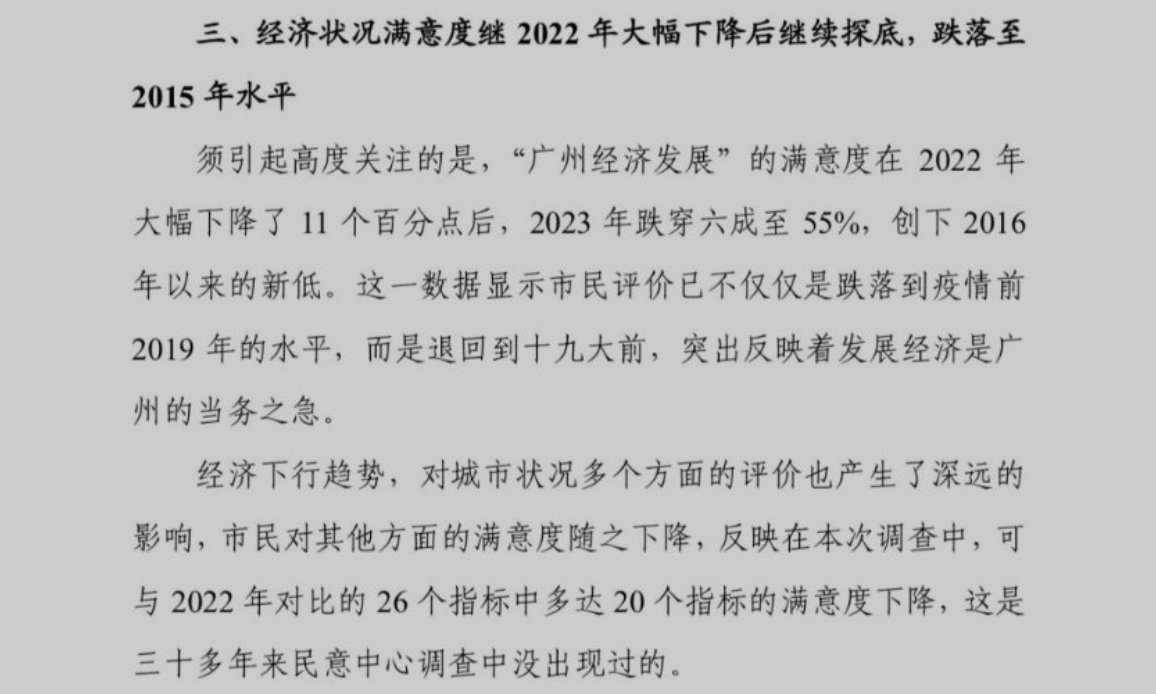 三、经济状况满意度继 2022 年大幅下降后继续探底，跌落至
2015 年水平
须引起高度关注的是，“广州经济发展”的满意度在 2022 年
大幅下降了 11 个百分点后，2023 年跌穿六成至 55%，创下 2016
年以来的新低。这一数据显示市民评价已不仅仅是跌落到疫情前
2019 年的水平，而是退回到十九大前，突出反映着发展经济是广
州的当务之急。
经济下行趋势，对城市状况多个方面的评价也产生了深远的
影响，市民对其他方面的满意度随之下降，反映在本次调查中，可
与 2022 年对比的 26 个指标中多达 20 个指标的满意度下降，这是
三十多年来民意中心调查中没出现过的。